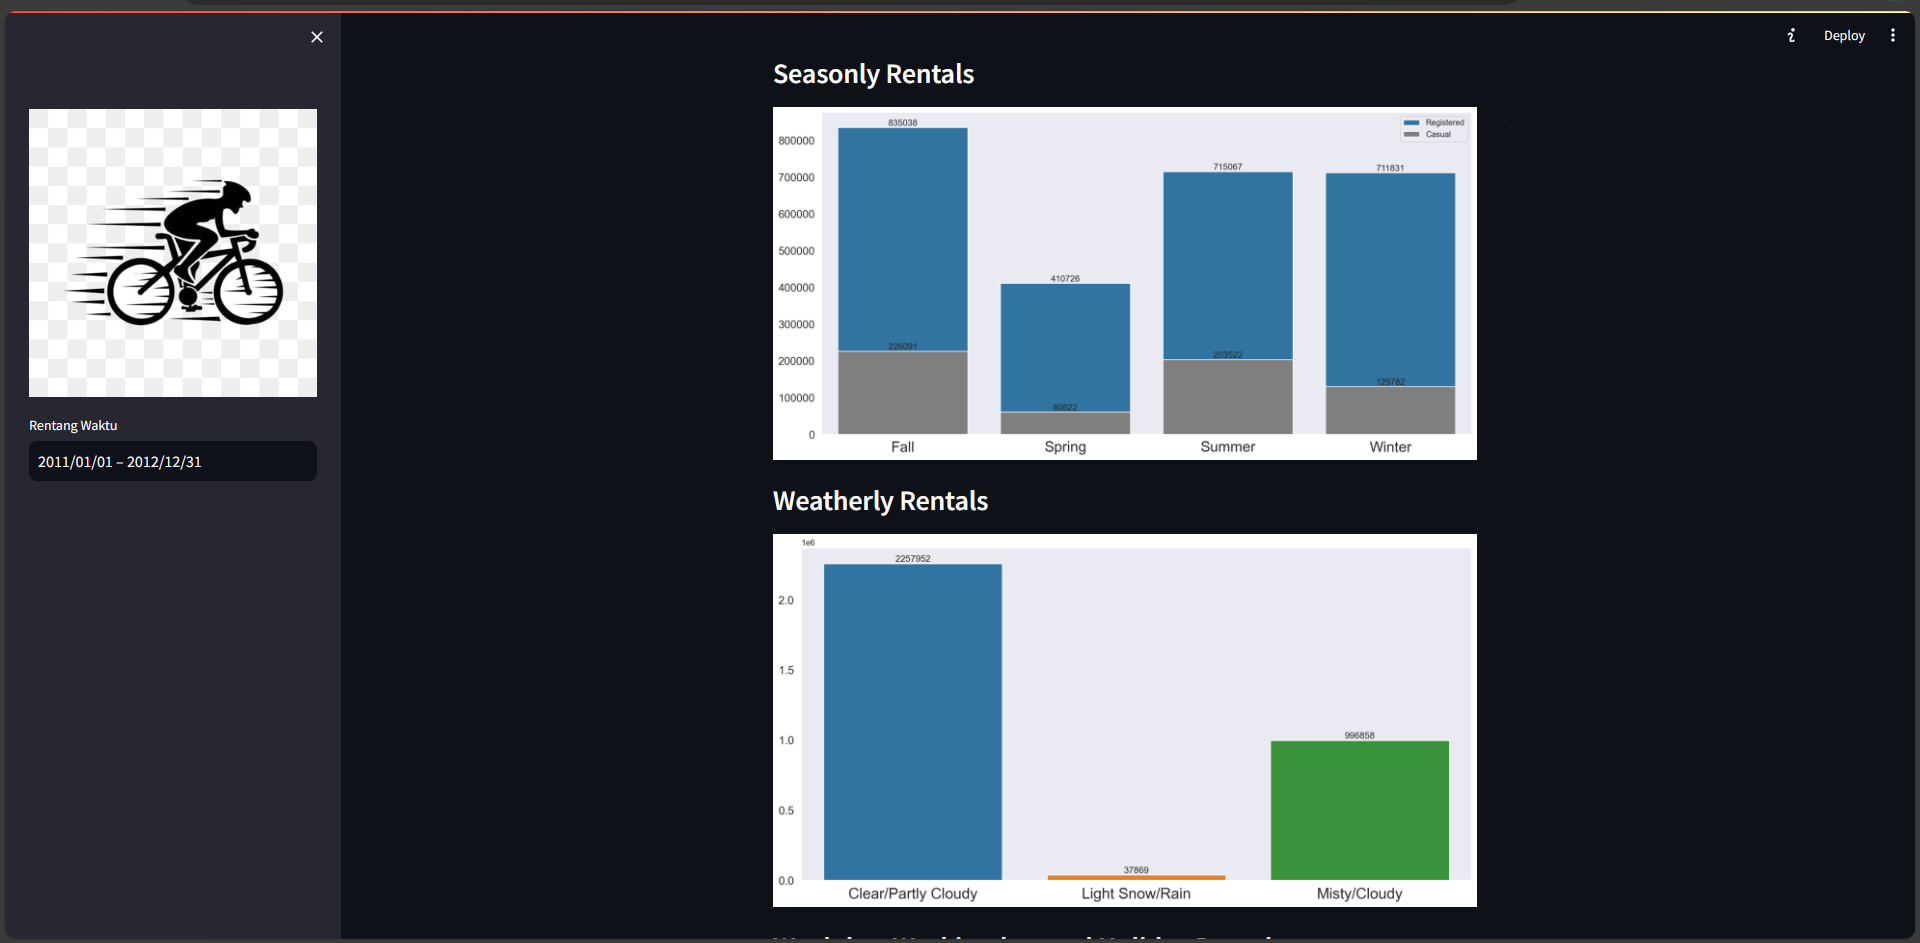 Deploy
Rentang Waktu
2011/01/01 – 2012/12/31
Seasonly Rentals
Registered
Casual
800000
700000
600000
500000
400000
300000
200000
100000
0
835038
226091
410726
60622
715067
203522
711831
129782
Fall
Spring
Summer
Winter
Weatherly Rentals
1e6
2.0
1.5
1.0
0.5
0.0
2257952
37869
996858
Clear/Partly Cloudy
Light Snow/Rain
Misty/Cloudy